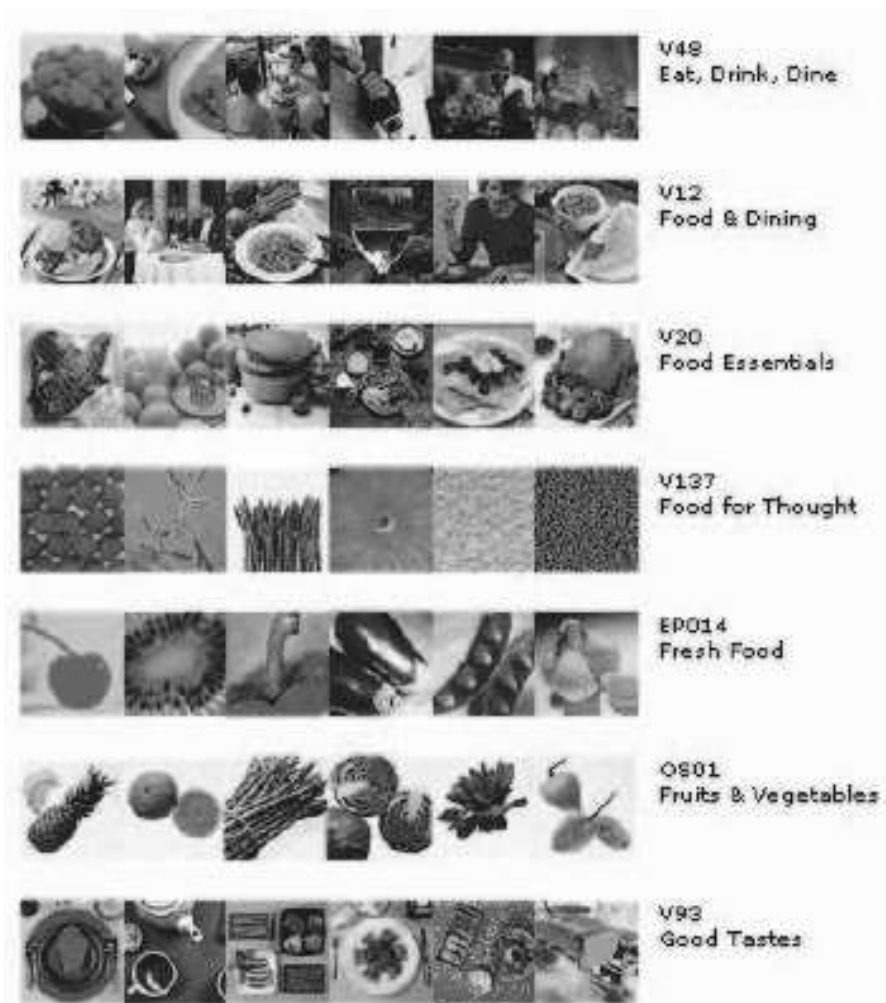 V48
Eat, Drink, Dine
V12
Food & Dining
V20
Food Essentials
V137
Food for Thought
EP014
Fresh Food
OS01
Fruits & Vegetables
V93
Good Tastes